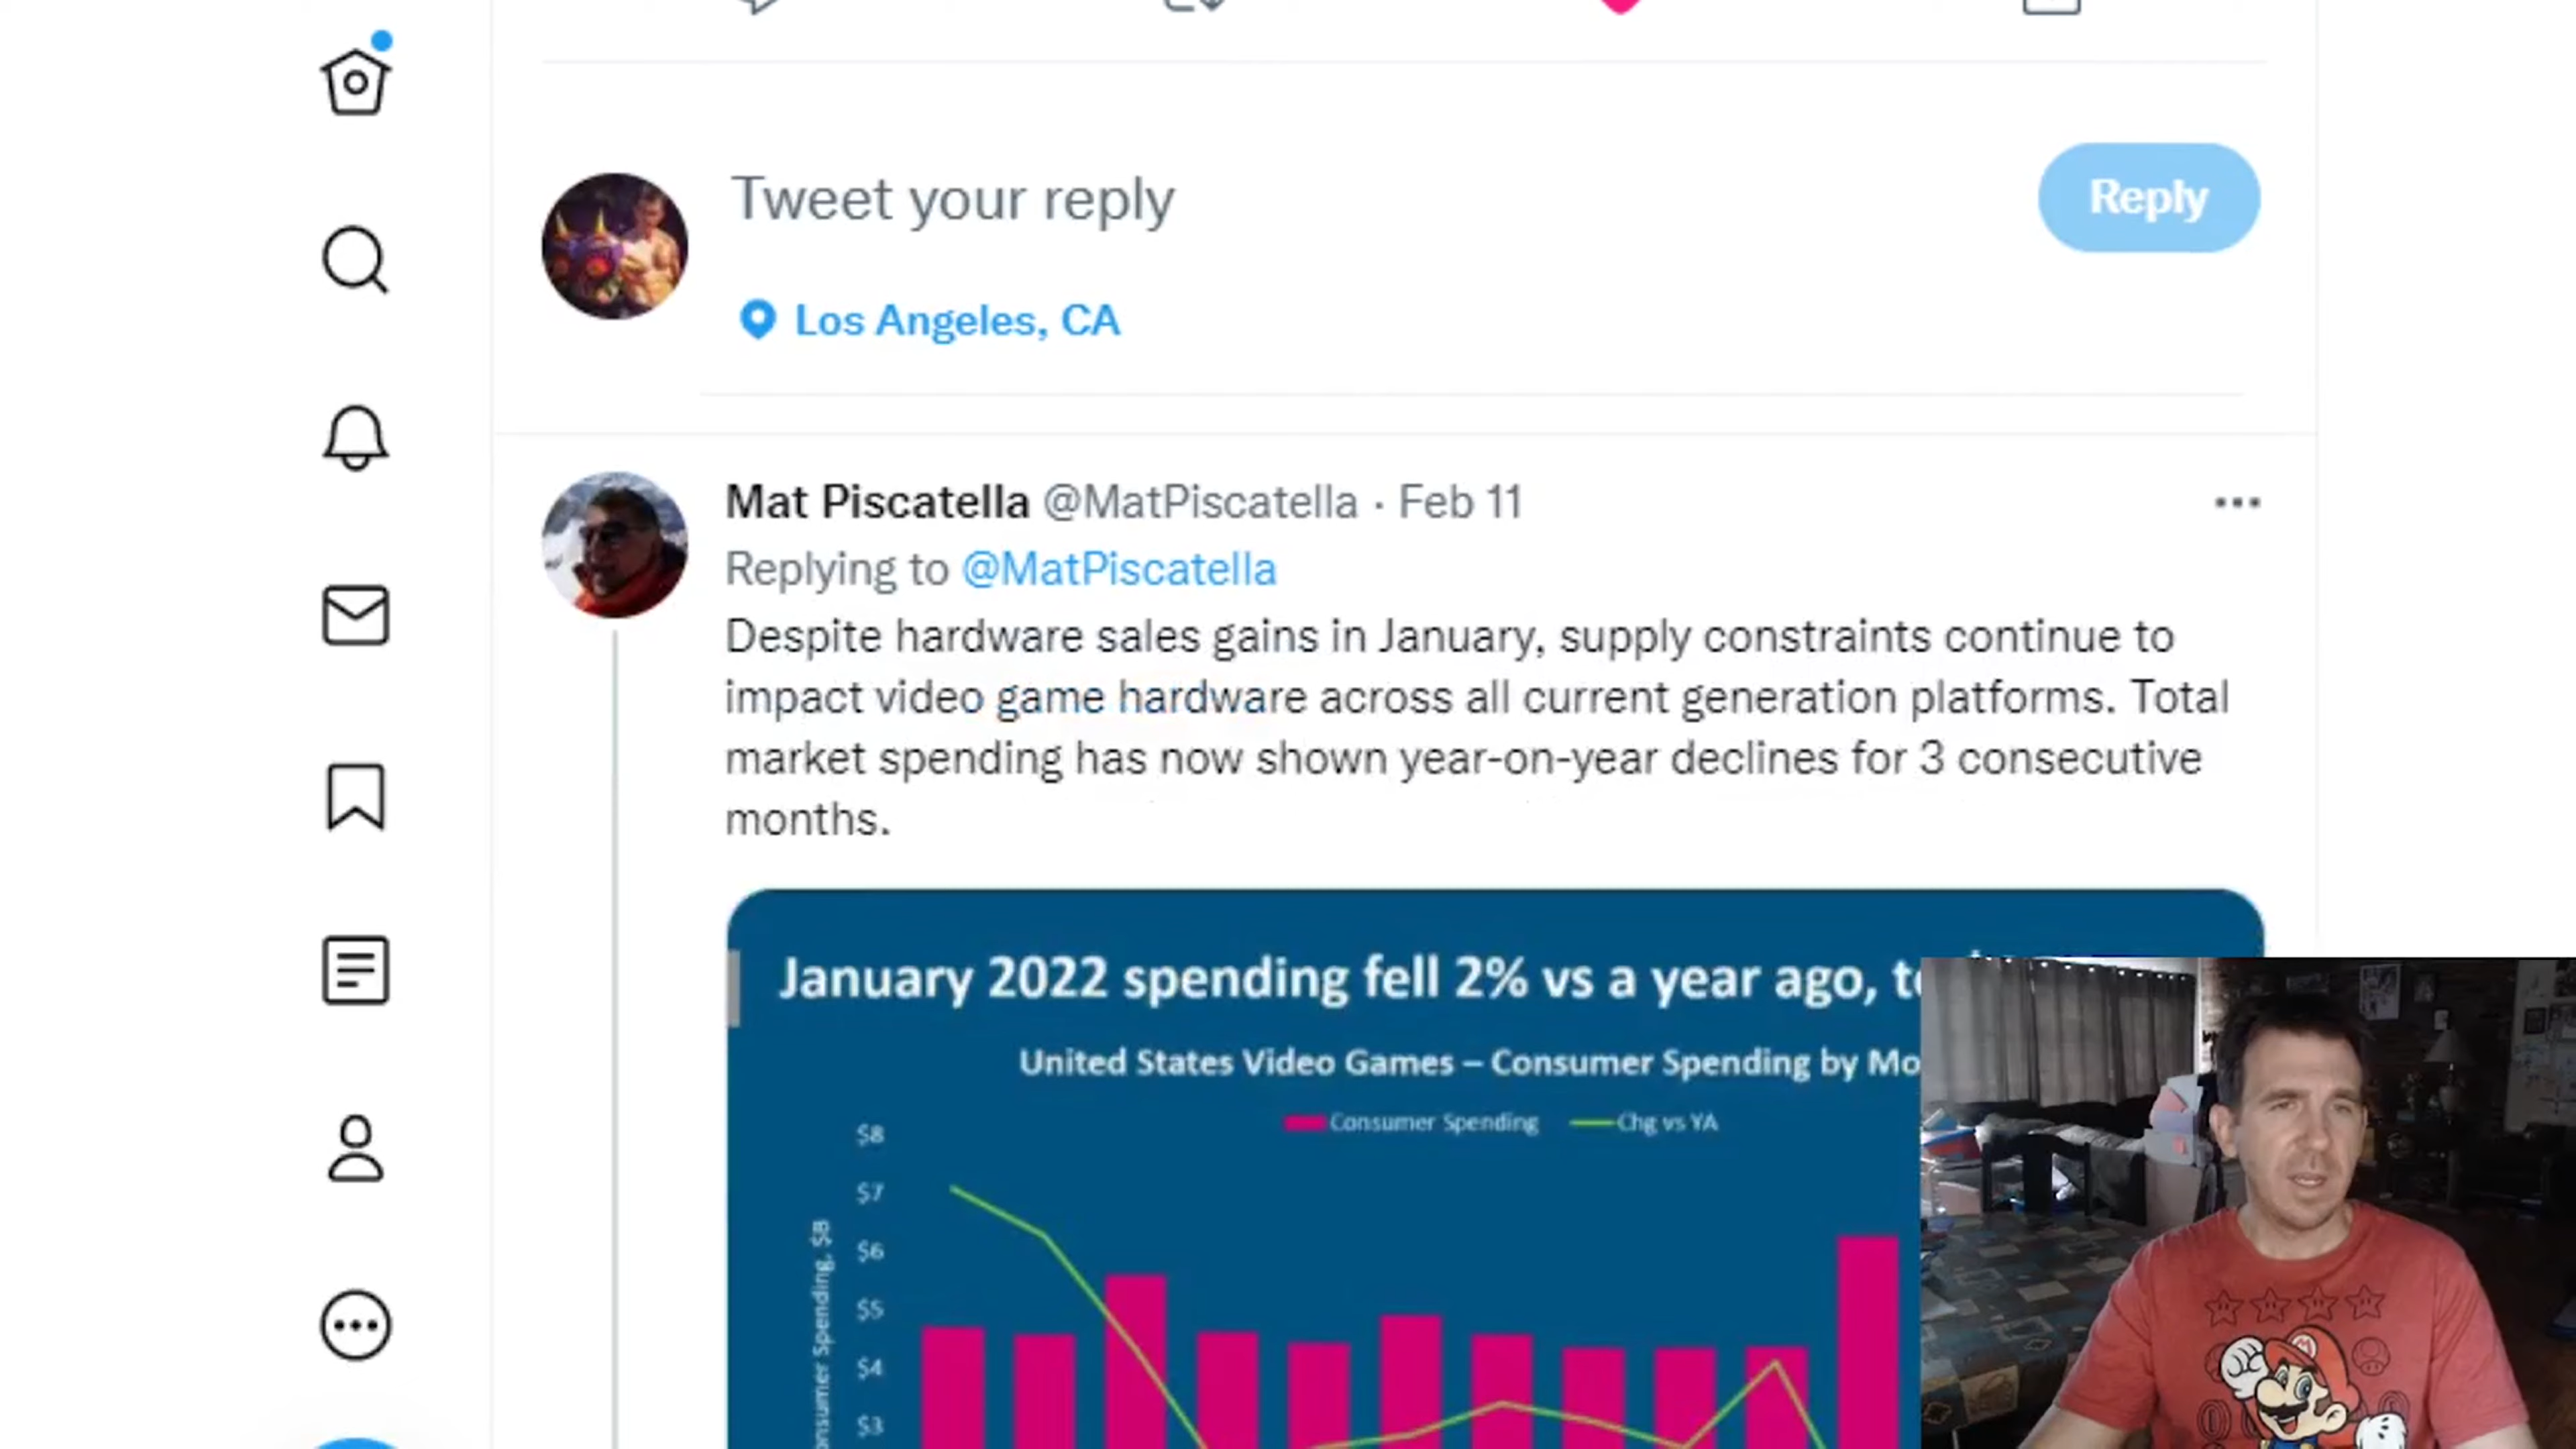 Tweet your reply
Reply
Los Angeles, CA
Mat Piscatella @MatPiscatella · Feb 11
Replying to @MatPiscatella
Despite hardware sales gains in January, supply constraints continue to
impact video game hardware across all current generation platforms. Total
market spending has now shown year-on-year declines for 3 consecutive
months.
January 2022 spending fell 2% vs a year ago,
United States Video Games – Consumer Spending by
Consumer Spending
Chg vs YA
$8
$7
$6
$5
$4
$3
Spending, $B